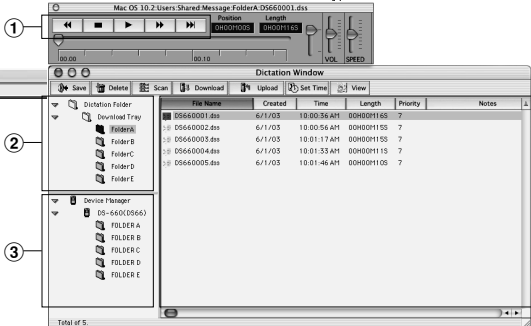 Mac OS 10.2:Users:Shared:Message:FolderA:DS660001.dss
Position Length
0H00M00S 0H00M16S
00.00 00.10
VOL SPEED
1
Dictation Window
Save Delete Scan Download Upload Set Time View
File Name Created Time Length Priority Notes
DS660001.dss 6/1/03 10:00:36 AM 00H00M16S ?
DS660002.dss 6/1/03 10:00:56 AM 00H00M15S ?
DS660003.dss 6/1/03 10:01:17 AM 00H00M15S ?
DS660004.dss 6/1/03 10:01:33 AM 00H00M11S ?
DS660005.dss 6/1/03 10:01:46 AM 00H00M10S ?
Dictation Folder
Download Tray
FolderA
FolderB
FolderC
FolderD
FolderE
2
Device Manager
DS-660(DS66)
FOLDER A
FOLDER B
FOLDER C
FOLDER D
FOLDER E
3
Total of 5.